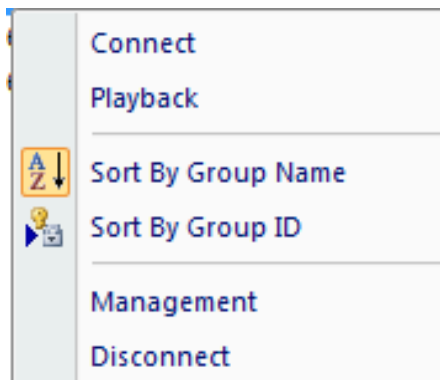 Connect
Playback
Sort By Group Name
Sort By Group ID
Management
Disconnect